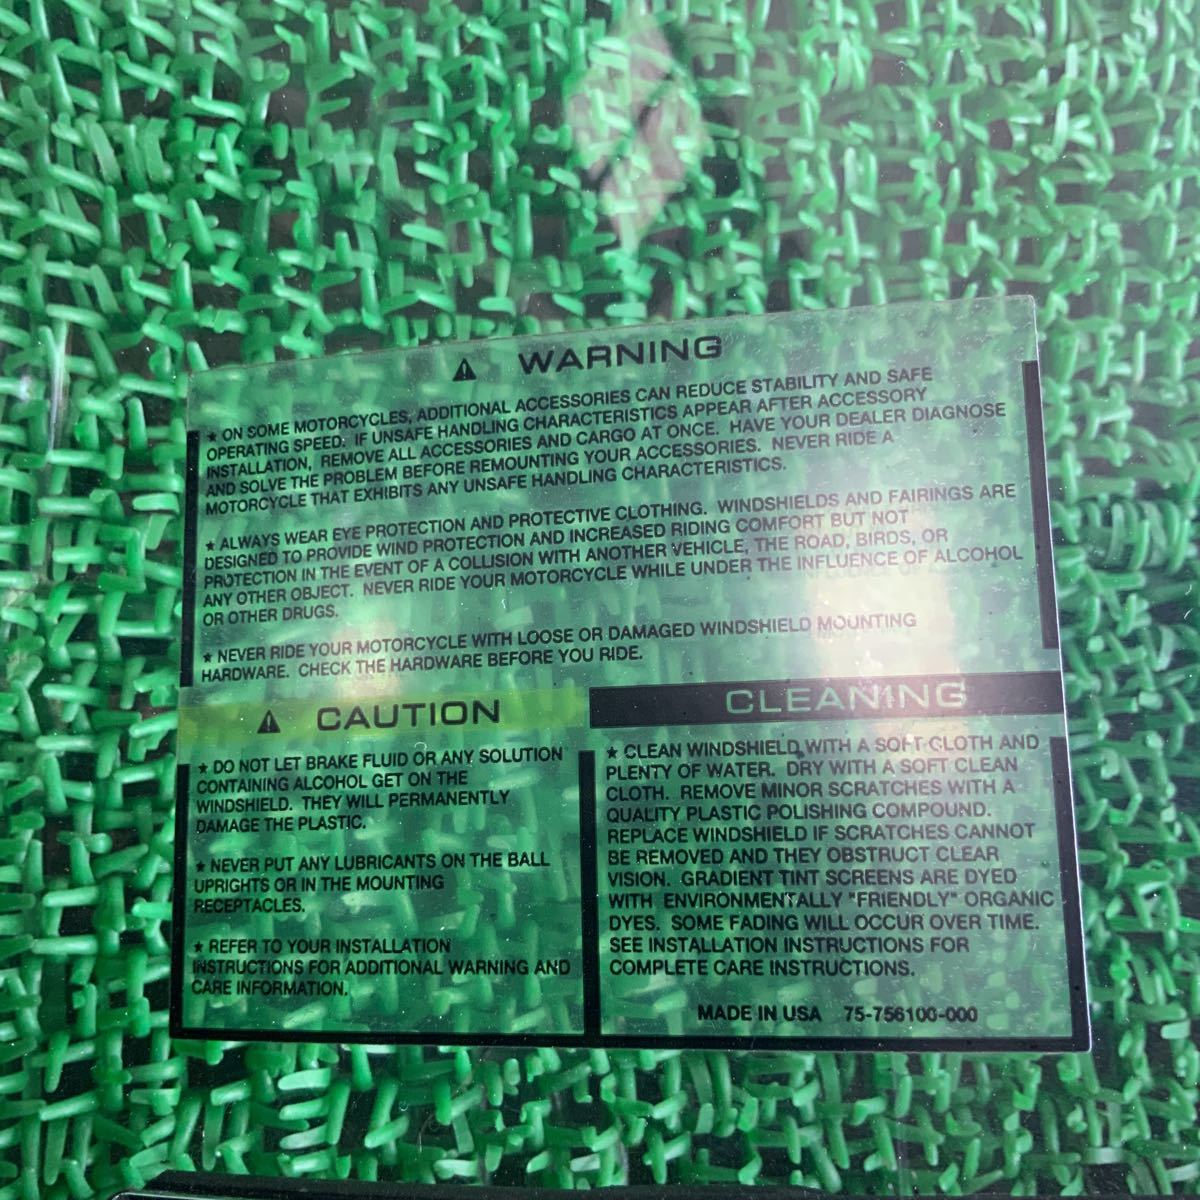 ⚠ WARNING
★ ON SOME MOTORCYCLES, ADDITIONAL ACCESSORIES CAN REDUCE STABILITY AND SAFE
OPERATING SPEED. IF UNSAFE HANDLING CHARACTERISTICS APPEAR AFTER ACCESSORY
INSTALLATION, REMOVE ALL ACCESSORIES AND CARGO AT ONCE. HAVE YOUR DEALER DIAGNOSE
AND SOLVE THE PROBLEM BEFORE REMOUNTING YOUR ACCESSORIES. NEVER RIDE A
MOTORCYCLE THAT EXHIBITS ANY UNSAFE HANDLING CHARACTERISTICS.
★ ALWAYS WEAR EYE PROTECTION AND PROTECTIVE CLOTHING. WINDSHIELDS AND FAIRINGS ARE
DESIGNED TO PROVIDE WIND PROTECTION AND INCREASED RIDING COMFORT BUT NOT
PROTECTION IN THE EVENT OF A COLLISION WITH ANOTHER VEHICLE, THE ROAD, BIRDS, OR
ANY OTHER OBJECT. NEVER RIDE YOUR MOTORCYCLE WHILE UNDER THE INFLUENCE OF ALCOHOL
OR OTHER DRUGS.
★ NEVER RIDE YOUR MOTORCYCLE WITH LOOSE OR DAMAGED WINDSHIELD MOUNTING
HARDWARE. CHECK THE HARDWARE BEFORE YOU RIDE.
⚠ CAUTION
★ DO NOT LET BRAKE FLUID OR ANY SOLUTION
CONTAINING ALCOHOL GET ON THE
WINDSHIELD. THEY WILL PERMANENTLY
DAMAGE THE PLASTIC.
★ NEVER PUT ANY LUBRICANTS ON THE BALL
UPRIGHTS OR IN THE MOUNTING
RECEPTACLES.
★ REFER TO YOUR INSTALLATION
INSTRUCTIONS FOR ADDITIONAL WARNING AND
CARE INFORMATION.
CLEANING
★ CLEAN WINDSHIELD WITH A SOFT CLOTH AND
PLENTY OF WATER. DRY WITH A SOFT CLEAN
CLOTH. REMOVE MINOR SCRATCHES WITH A
QUALITY PLASTIC POLISHING COMPOUND.
REPLACE WINDSHIELD IF SCRATCHES CANNOT
BE REMOVED AND THEY OBSTRUCT CLEAR
VISION. GRADIENT TINT SCREENS ARE DYED
WITH ENVIRONMENTALLY "FRIENDLY" ORGANIC
DYES. SOME FADING WILL OCCUR OVER TIME.
SEE INSTALLATION INSTRUCTIONS FOR
COMPLETE CARE INSTRUCTIONS.
MADE IN USA 75-756100-000